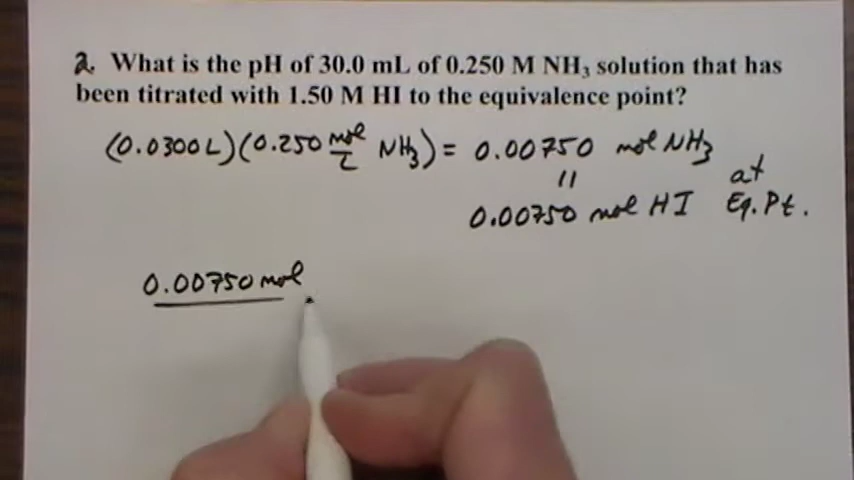 2. What is the pH of 30.0 mL of 0.250 M NH₃ solution that has
been titrated with 1.50 M HI to the equivalence point?
(0.0300L)(0.250 mol/L NH₃) = 0.00750 mol NH₃
||
0.00750 mol HI at Eq. Pt.
0.00750 mol